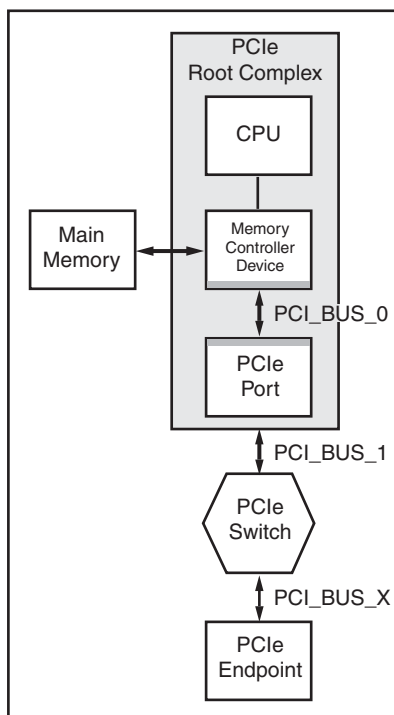 PCIe
Root Complex
CPU
Main
Memory
Memory
Controller
Device
PCI_BUS_0
PCIe
Port
PCI_BUS_1
PCIe
Switch
PCI_BUS_X
PCIe
Endpoint